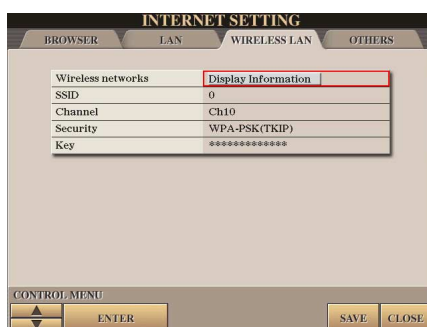 INTERNET SETTING
BROWSER LAN WIRELESS LAN OTHERS
Wireless networks Display Information
SSID 0
Channel Ch10
Security WPA-PSK(TKIP)
Key *************
CONTROL MENU
ENTER SAVE CLOSE